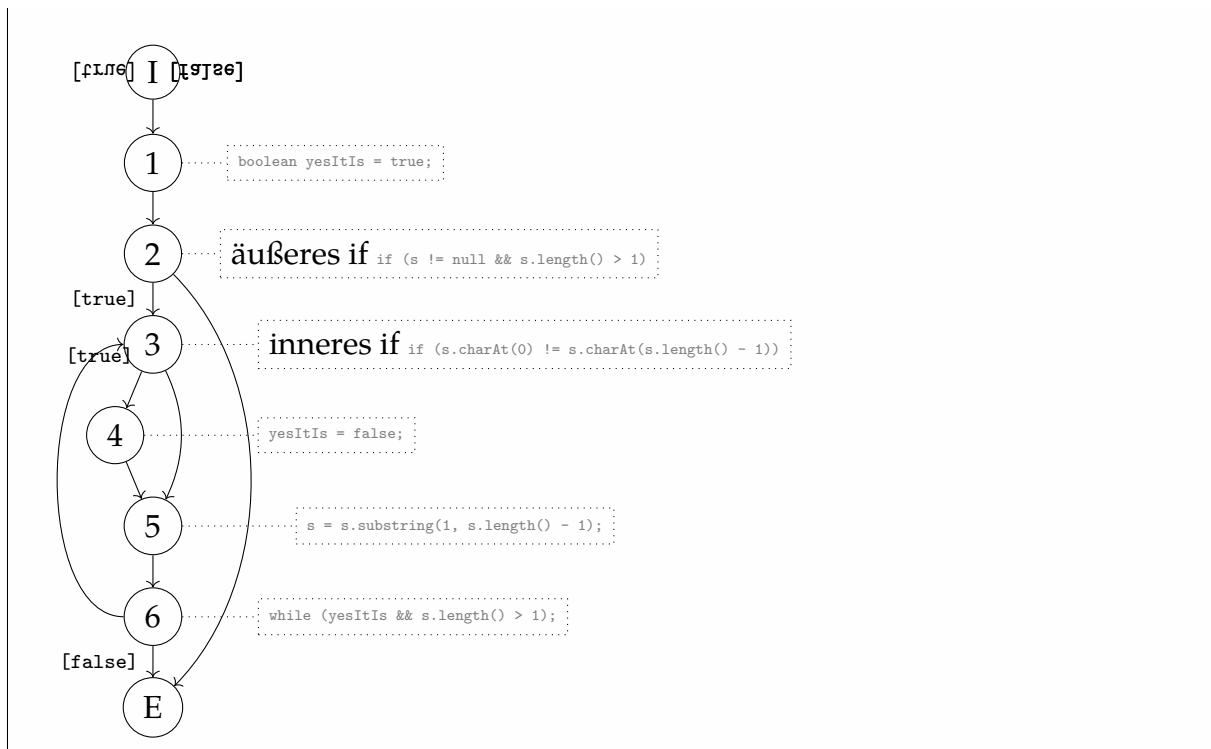 [true] I [false]
1 boolean yesItIs = true;
2 äußeres if if (s != null && s.length() > 1)
[true]
3 inneres if if (s.charAt(0) != s.charAt(s.length() - 1))
[true]
4 yesItIs = false;
5 s = s.substring(1, s.length() - 1);
6 while (yesItIs && s.length() > 1);
[false]
E